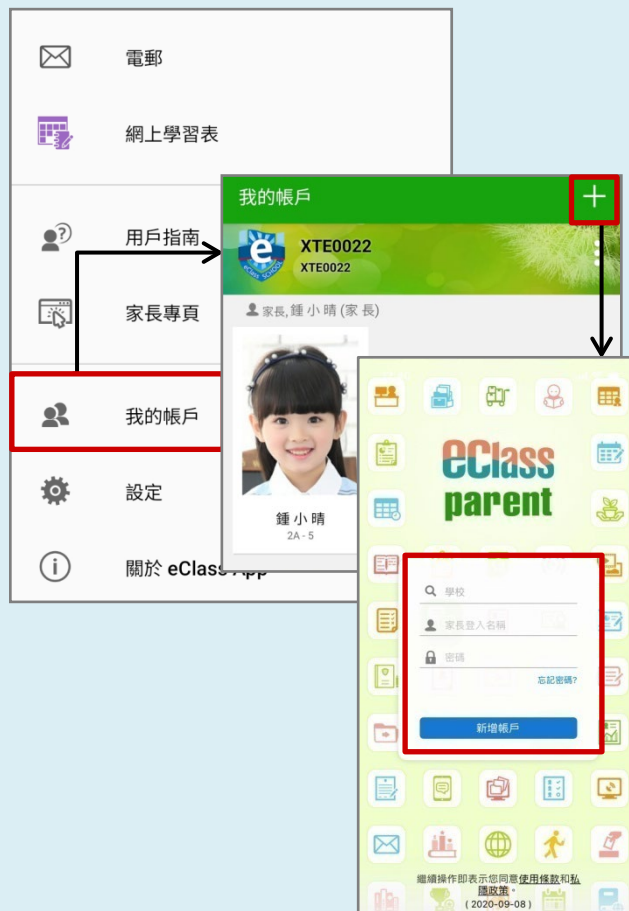 電郵
網上學習表
用戶指南
家長專頁
我的帳戶
設定
關於 eClass App
我的帳戶
XTE0022
XTE0022
家長,鍾小晴(家長)
鍾小晴
2A - 5
eClass
parent
學校
家長登入名稱
密碼
忘記密碼?
新增帳戶
繼續操作即表示您同意使用條款和私
隱政策。
( 2020-09-08 )